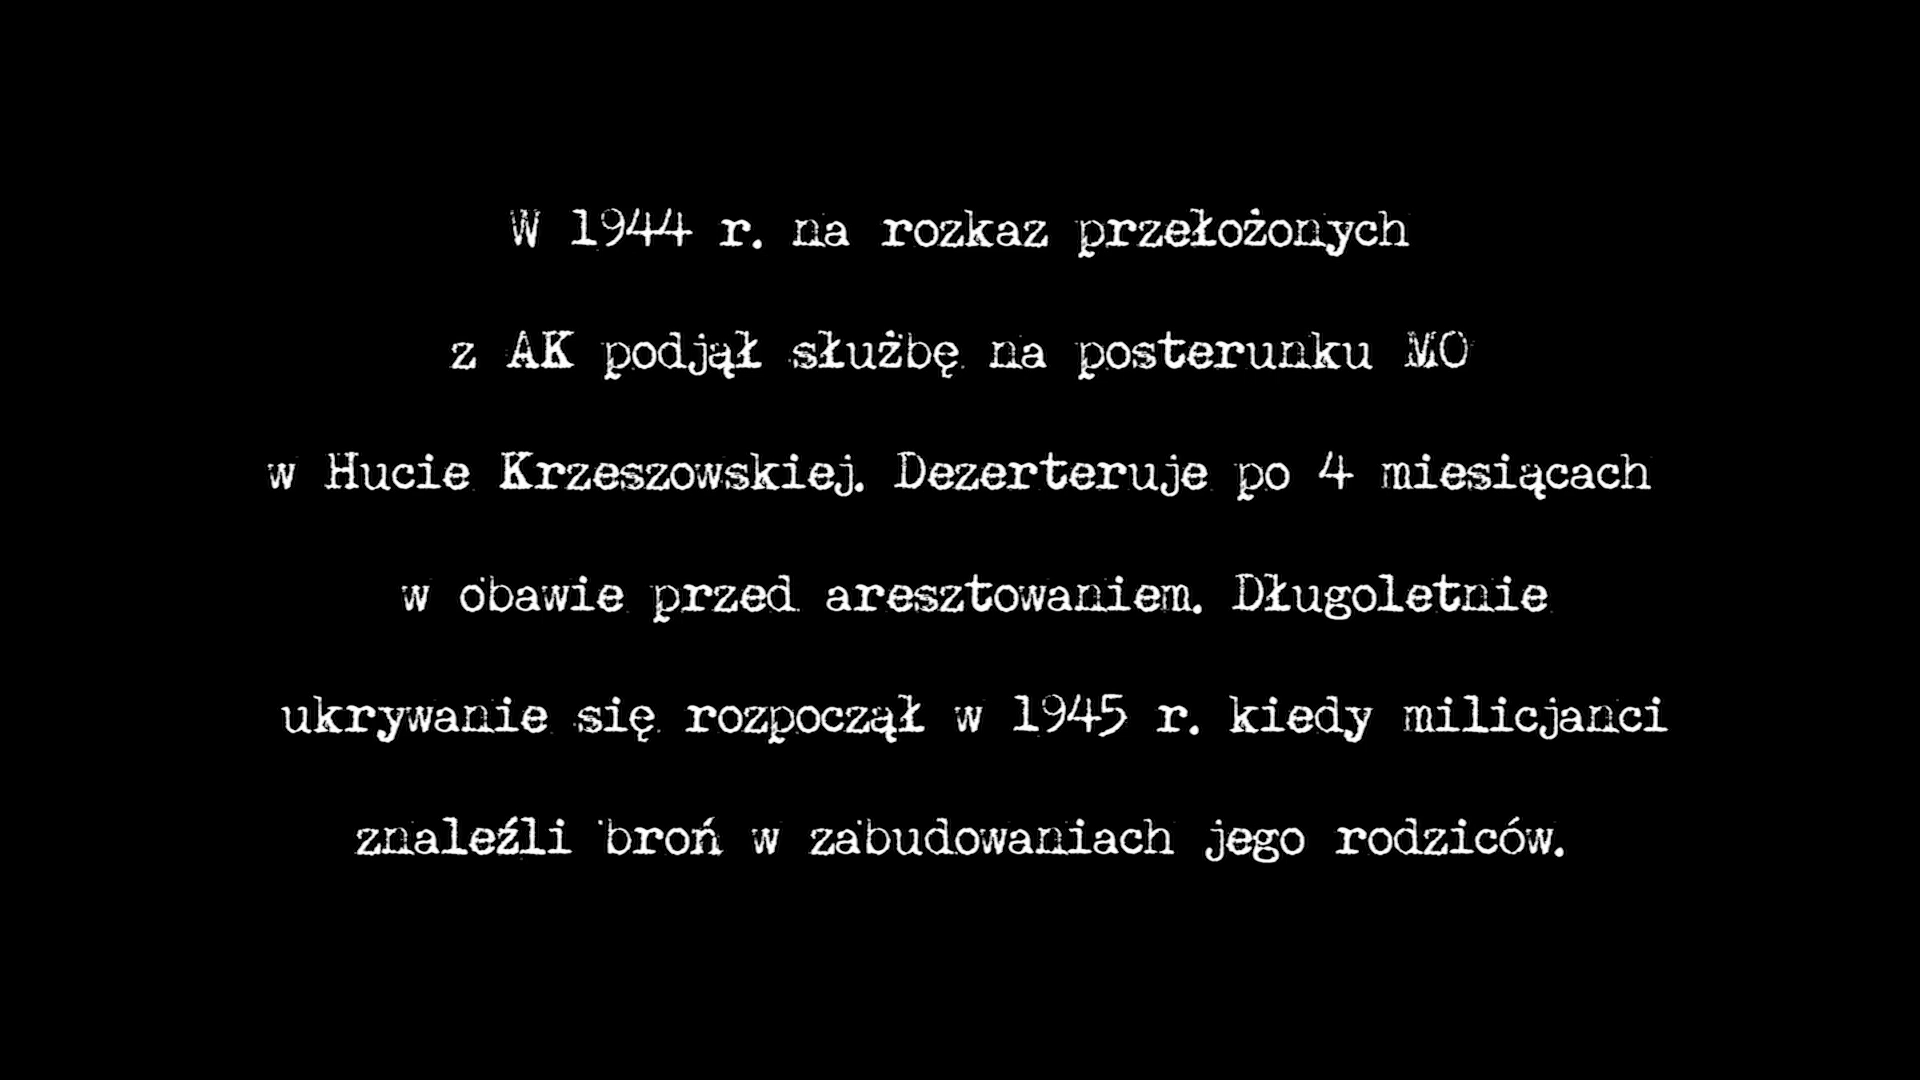 W 1944 r. na rozkaz przełożonych
z AK podjął służbę na posterunku MO
w Hucie Krzeszowskiej. Dezerteruje po 4 miesiącach
w obawie przed aresztowaniem. Długoletnie
ukrywanie się rozpoczął w 1945 r. kiedy milicjanci
znaleźli broń w zabudowaniach jego rodziców.